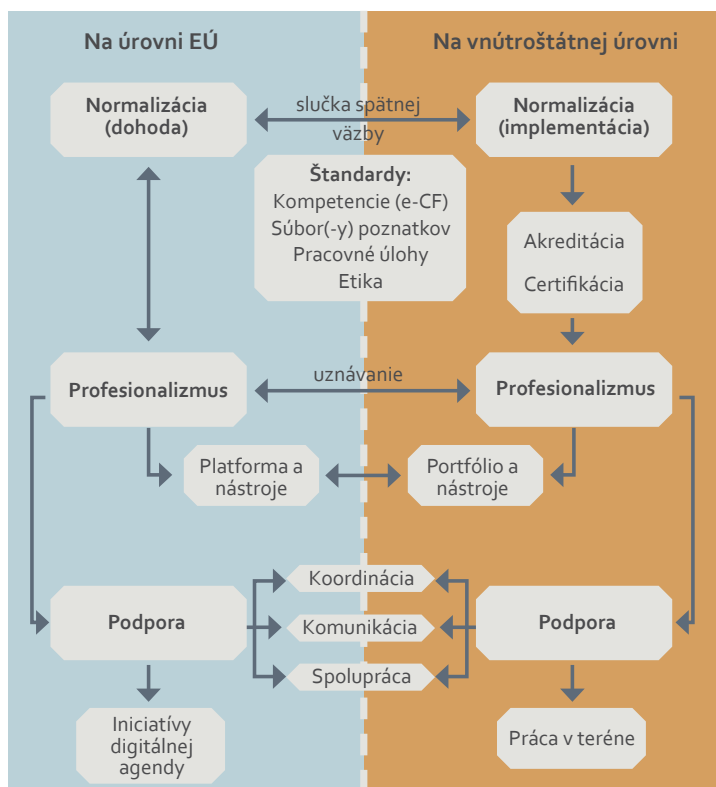 Na úrovni EÚ
Na vnútroštátnej úrovni
Normalizácia
(dohoda)
slučka spätnej
väzby
Normalizácia
(implementácia)
Štandardy:
Kompetencie (e-CF)
Súbor(-y) poznatkov
Pracovné úlohy
Etika
Akreditácia
Certifikácia
Profesionalizmus
uznávanie
Profesionalizmus
Platforma a
nástroje
Portfólio a
nástroje
Koordinácia
Podpora
Komunikácia
Podpora
Spolupráca
Iniciatívy
digitálnej
agendy
Práca v teréne